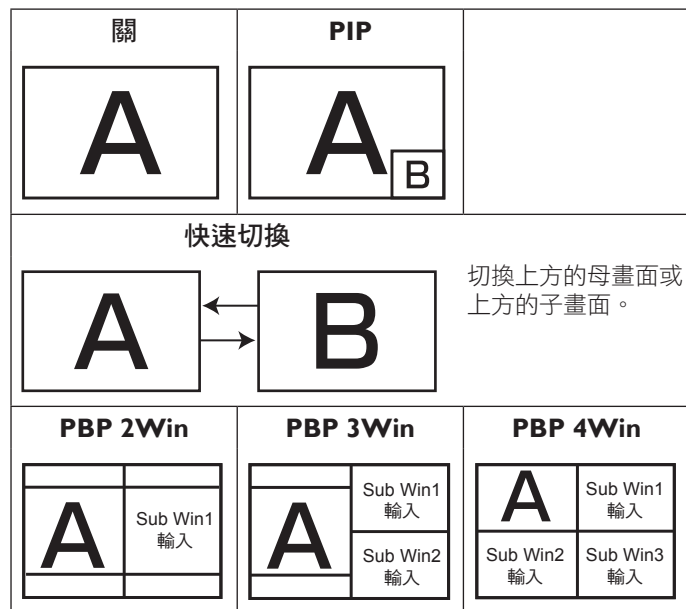 關
PIP
A
A
B
快速切換
A
B
切換上方的母畫面或
上方的子畫面。
PBP 2Win
PBP 3Win
PBP 4Win
A
Sub Win1
輸入
A
Sub Win1
輸入
Sub Win2
輸入
A
Sub Win1
輸入
Sub Win2
輸入
Sub Win3
輸入